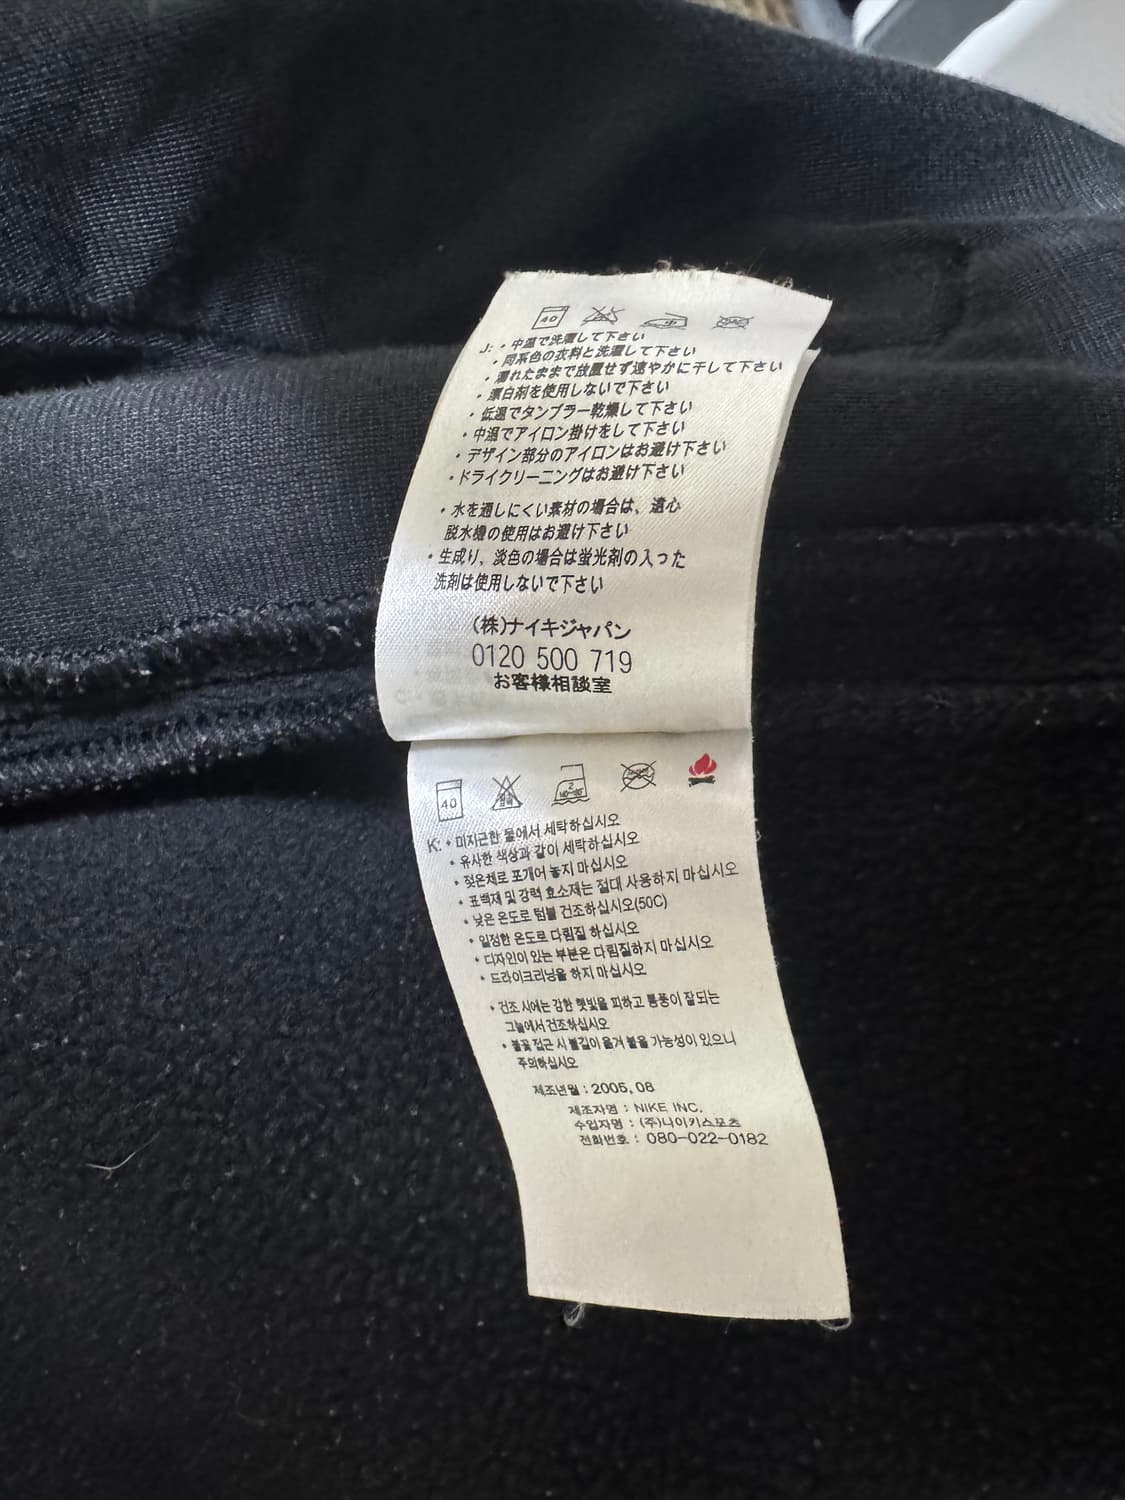 40
J: ・中温で洗濯して下さい
・同系色の衣料と洗濯して下さい
・濡れたままで放置せず速やかに干して下さい
・漂白剤を使用しないで下さい
・低温でタンブラー乾燥して下さい
・中温でアイロン掛けをして下さい
・デザイン部分のアイロンはお避け下さい
・ドライクリーニングはお避け下さい
・水を通しにくい素材の場合は、遠心
脱水機の使用はお避け下さい
・生成り、淡色の場合は蛍光剤の入った
洗剤は使用しないで下さい
(株)ナイキジャパン
0120 500 719
お客様相談室
40
K: • 미지근한 물에서 세탁하십시오
• 유사한 색상과 같이 세탁하십시오
• 젖은채로 포개어 놓지 마십시오
• 표백제 및 강력 효소제는 절대 사용하지 마십시오
• 낮은 온도로 텀블 건조하십시오(50C)
• 일정한 온도로 다림질 하십시오
• 디자인이 있는 부분은 다림질하지 마십시오
• 드라이크리닝을 하지 마십시오
• 건조 시에는 강한 햇빛을 피하고 통풍이 잘 되는
그늘에서 건조하십시오
• 불꽃 접근 시 불길이 옮겨 붙을 가능성이 있으니
주의하십시오
제조년월 : 2005. 08
제조자명 : NIKE INC.
수입자명 : (주)나이키스포츠
전화번호 : 080-022-0182